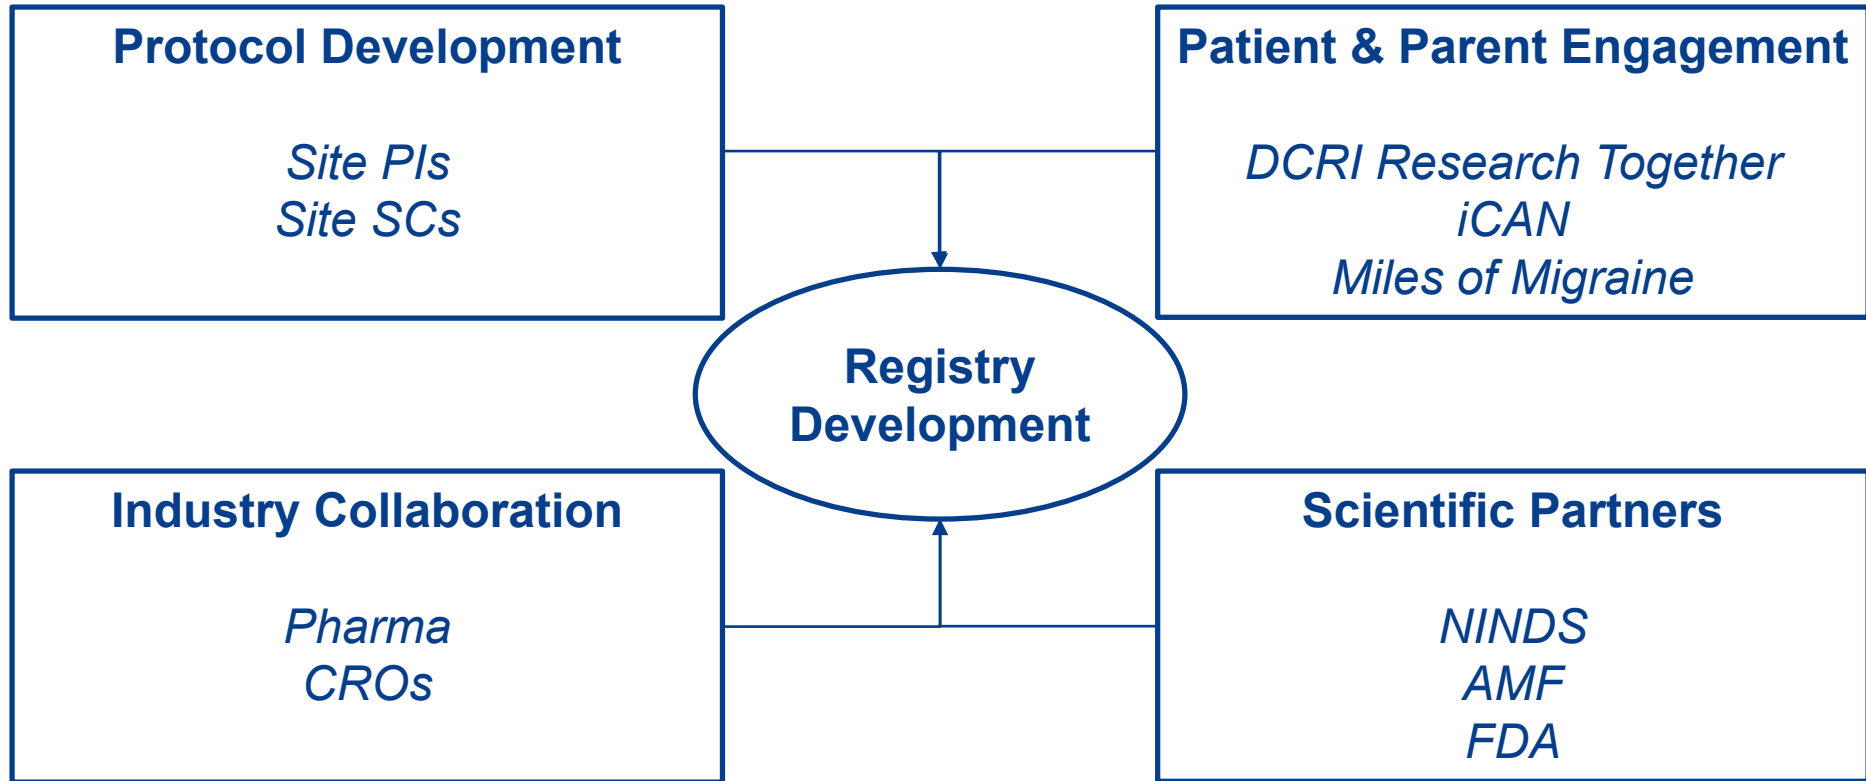 Protocol Development
Site PIs
Site SCs
Patient & Parent Engagement
DCRI Research Together
iCAN
Miles of Migraine
Registry
Development
Industry Collaboration
Pharma
CROs
Scientific Partners
NINDS
AMF
FDA